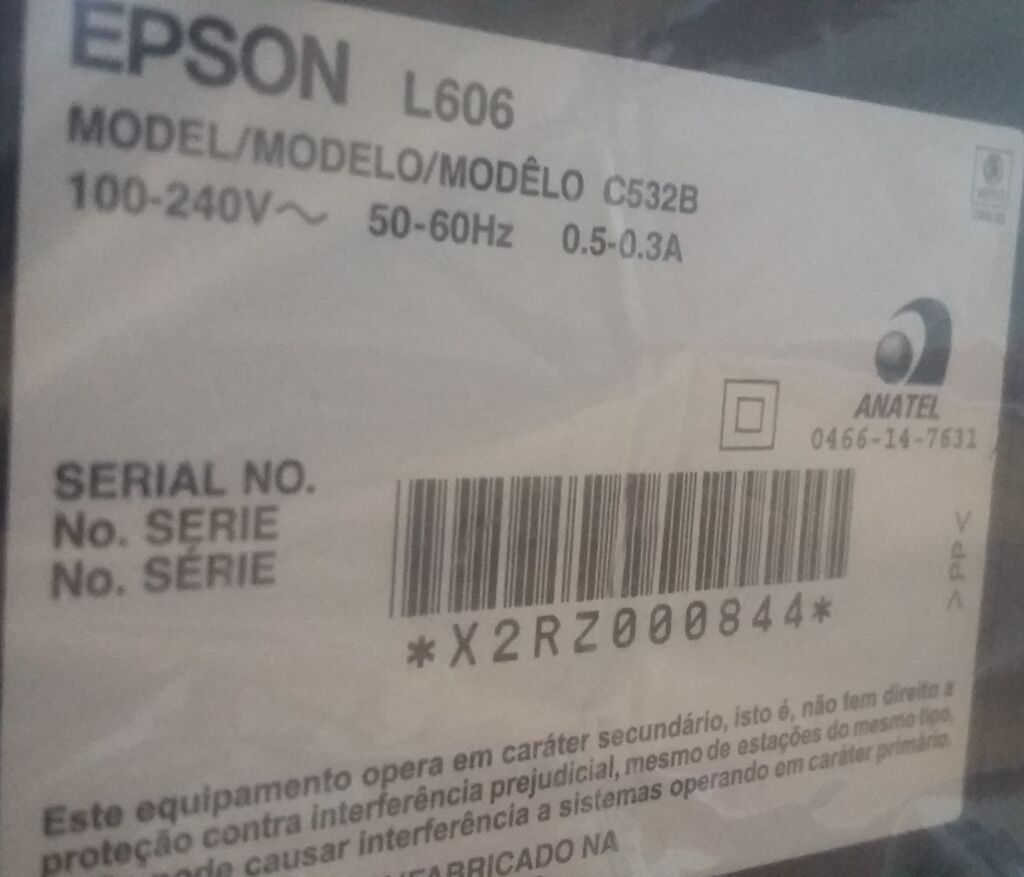 EPSON L606
MODEL/MODELO/MODÊLO C532B
100-240V~ 50-60Hz 0.5-0.3A
ANATEL
0466-14-7631
SERIAL NO.
No. SERIE
No. SÉRIE
*X2RZ000844*
Este equipamento opera em caráter secundário, isto é, não tem direito a
proteção contra interferência prejudicial, mesmo de estações do mesmo tipo,
causar interferência a sistemas operando em caráter primário.
FABRICADO NA